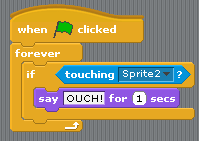 when clicked
forever
if touching Sprite2 ?
say OUCH! for 1 secs